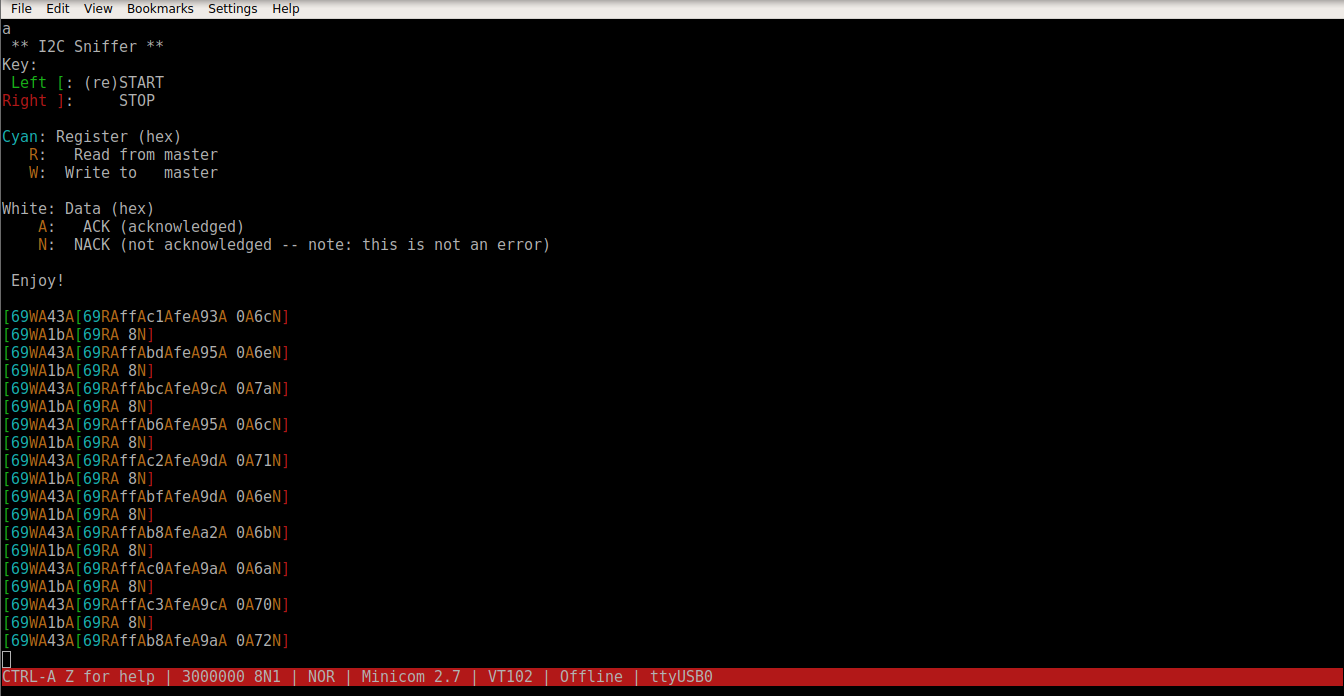 File Edit View Bookmarks Settings Help
a
** I2C Sniffer **
Key:
Left [: (re)START
Right ]: STOP
Cyan: Register (hex)
R: Read from master
W: Write to master
White: Data (hex)
A: ACK (acknowledged)
N: NACK (not acknowledged -- note: this is not an error)
Enjoy!
[69WA43A[69RAffAc1AfeA93A 0A6cN]
[69WA1bA[69RA 8N]
[69WA43A[69RAffAbdAfeA95A 0A6eN]
[69WA1bA[69RA 8N]
[69WA43A[69RAffAbcAfeA9cA 0A7aN]
[69WA1bA[69RA 8N]
[69WA43A[69RAffAb6AfeA95A 0A6cN]
[69WA1bA[69RA 8N]
[69WA43A[69RAffAc2AfeA9dA 0A71N]
[69WA1bA[69RA 8N]
[69WA43A[69RAffAbfAfeA9dA 0A6eN]
[69WA1bA[69RA 8N]
[69WA43A[69RAffAb8AfeAa2A 0A6bN]
[69WA1bA[69RA 8N]
[69WA43A[69RAffAc0AfeA9aA 0A6aN]
[69WA1bA[69RA 8N]
[69WA43A[69RAffAc3AfeA9cA 0A70N]
[69WA1bA[69RA 8N]
[69WA43A[69RAffAb8AfeA9aA 0A72N]
CTRL-A Z for help | 3000000 8N1 | NOR | Minicom 2.7 | VT102 | Offline | ttyUSB0